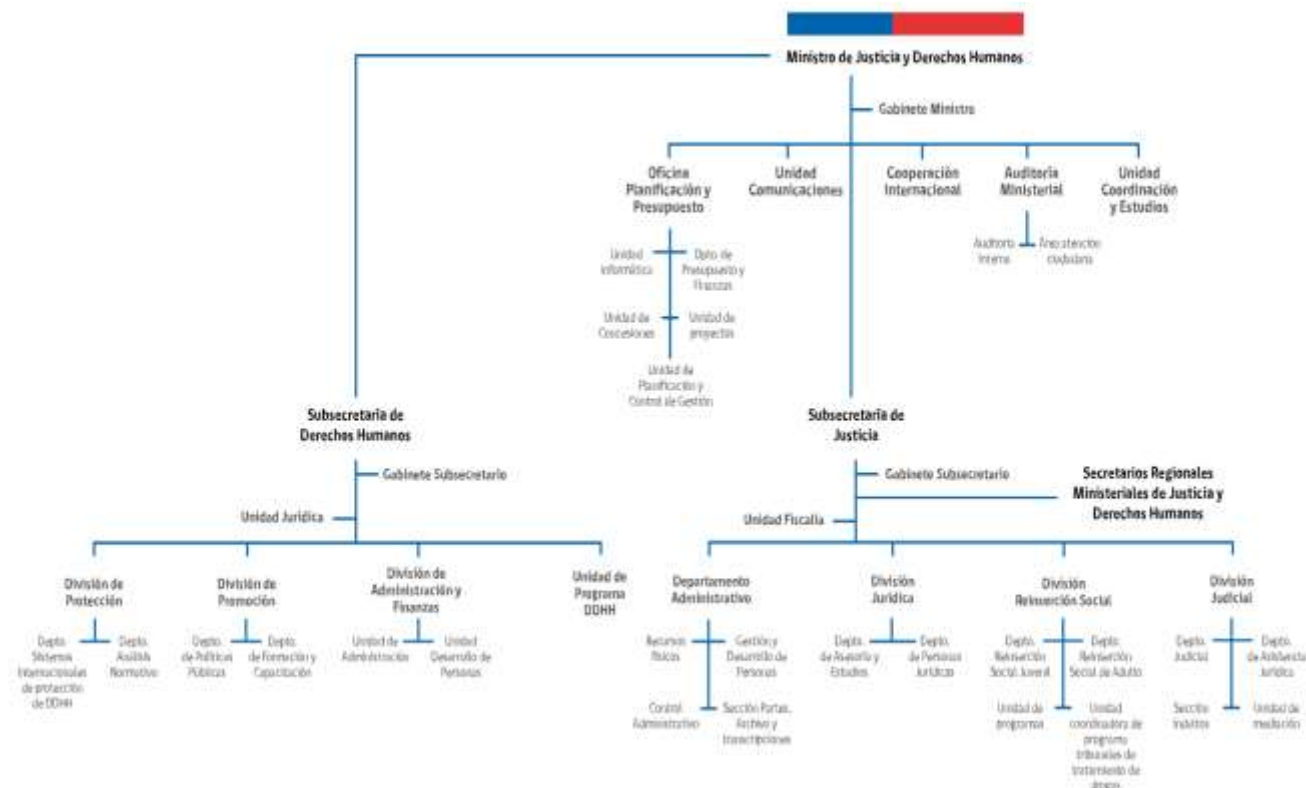 Ministro de Justicia y Derechos Humanos
Gabinete Ministro
Oficina
Planificación y
Presupuesto
Unidad
Comunicaciones
Cooperación
Internacional
Auditoría
Ministerial
Unidad
Coordinación
y Estudios
Unidad
Informática
Dpto. de
Presupuesto y
Finanzas
Auditoría
Interna
Área atención
ciudadana
Unidad de
Concesiones
Unidad de
proyectos
Unidad de
Planificación y
Control de Gestión
Subsecretaría de
Derechos Humanos
Gabinete Subsecretario
Unidad Jurídica
División de
Protección
División de
Promoción
División de
Administración y
Finanzas
Unidad de
Programa
DDHH
Depto.
Sistemas
Internacionales
de protección
de DDHH
Depto.
Análisis
Normativo
Depto.
de Políticas
Públicas
Depto.
de Formación y
Capacitación
Unidad de
Administración
Unidad
Desarrollo de
Personas
Subsecretaría de
Justicia
Gabinete Subsecretario
Secretarios Regionales
Ministeriales de Justicia y
Derechos Humanos
Unidad Fiscalía
Departamento
Administrativo
División
Jurídica
División
Reinserción Social
División
Judicial
Recursos
físicos
Gestión y
Desarrollo de
Personas
Control
Administrativo
Sección Partes,
Archivo y
transcripciones
Depto.
de Asesoría y
Estudios
Depto.
de Personas
Jurídicas
Depto.
Reinserción
Social Juvenil
Depto.
Reinserción
Social de Adulto
Unidad de
programas
Unidad
coordinadora de
programa
tribunales de
tratamiento de
drogas
Depto.
Judicial
Depto.
de Asistencia
Jurídica
Sección
Indultos
Unidad de
mediación